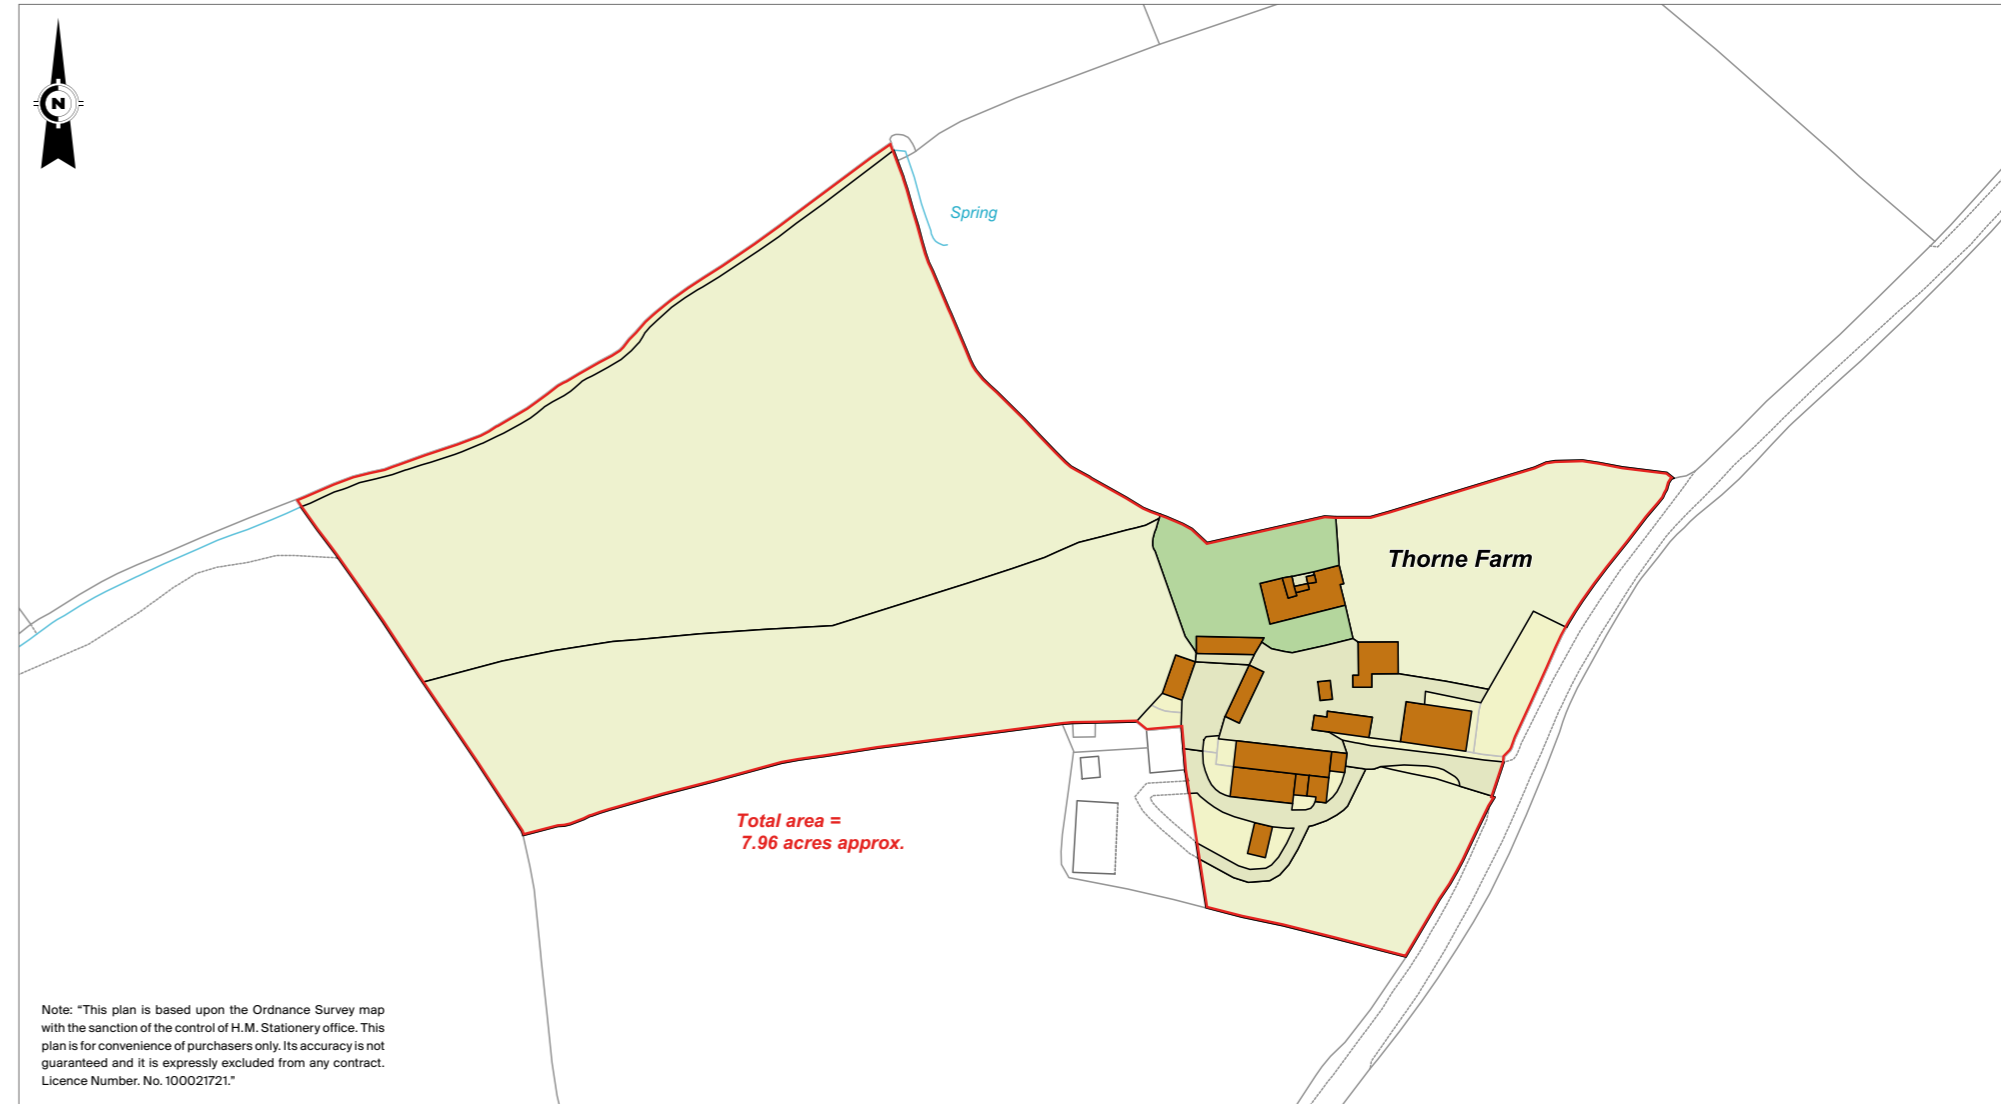 N
Spring
Thorne Farm
Total area =
7.96 acres approx.
Note: “This plan is based upon the Ordnance Survey map
with the sanction of the control of H.M. Stationery office. This
plan is for convenience of purchasers only. Its accuracy is not
guaranteed and it is expressly excluded from any contract.
Licence Number. No. 100021721.”